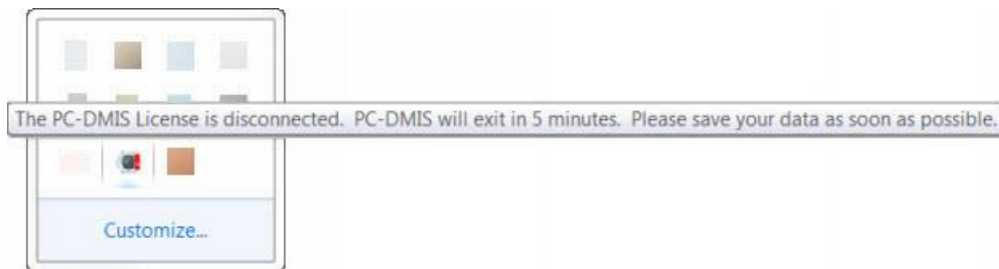 The PC-DMIS License is disconnected. PC-DMIS will exit in 5 minutes. Please save your data as soon as possible.
Customize...